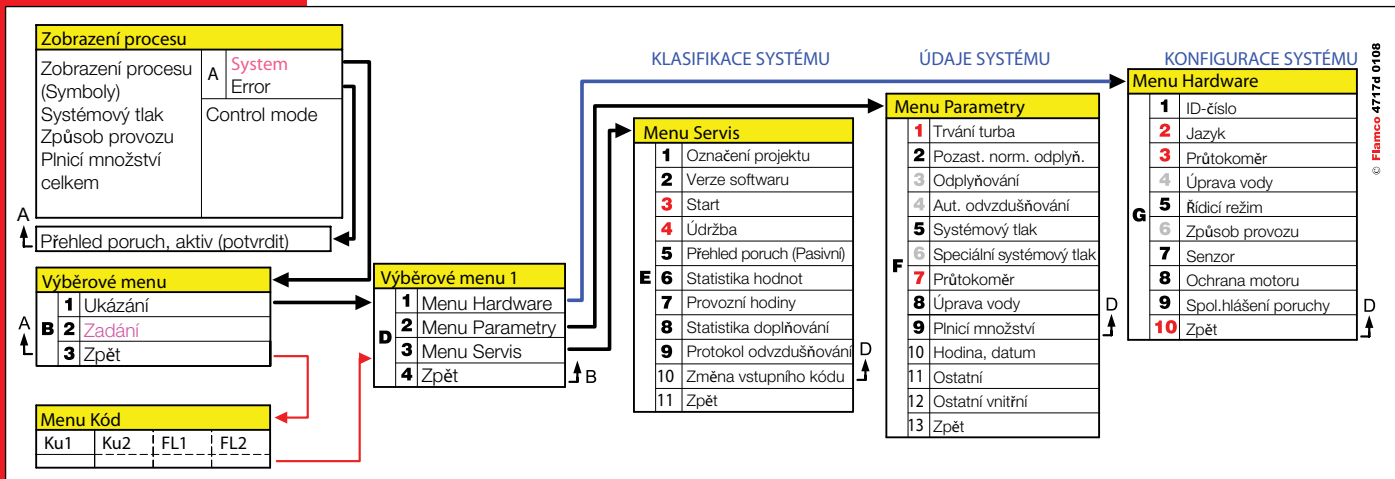 Zobrazení procesu
Zobrazení procesu
(Symboly)
Systémový tlak
Způsob provozu
Plnicí množství
celkem
A
System
Error
Control mode
A
Přehled poruch, aktiv (potvrdit)
Výběrové menu
B
1 Ukázání
2 Zadání
3 Zpět
A
Menu Kód
Ku1 Ku2 FL1 FL2
Výběrové menu 1
D
1 Menu Hardware
2 Menu Parametry
3 Menu Servis
4 Zpět
B
KLASIFIKACE SYSTÉMU
Menu Servis
E
1 Označení projektu
2 Verze softwaru
3 Start
4 Údržba
5 Přehled poruch (Pasivní)
6 Statistika hodnot
7 Provozní hodiny
8 Statistika doplňování
9 Protokol odvzdušňování
10 Změna vstupního kódu
11 Zpět
D
ÚDAJE SYSTÉMU
Menu Parametry
F
1 Trvání turba
2 Pozast. norm. odplyň.
3 Odplyňování
4 Aut. odvzdušňování
5 Systémový tlak
6 Speciální systémový tlak
7 Průtokoměr
8 Úprava vody
9 Plnicí množství
10 Hodina, datum
11 Ostatní
12 Ostatní vnitřní
13 Zpět
D
KONFIGURACE SYSTÉMU
Menu Hardware
G
1 ID-číslo
2 Jazyk
3 Průtokoměr
4 Úprava vody
5 Řídicí režim
6 Způsob provozu
7 Senzor
8 Ochrana motoru
9 Spol.hlášení poruchy
10 Zpět
D
© Flamco 4717d 0108